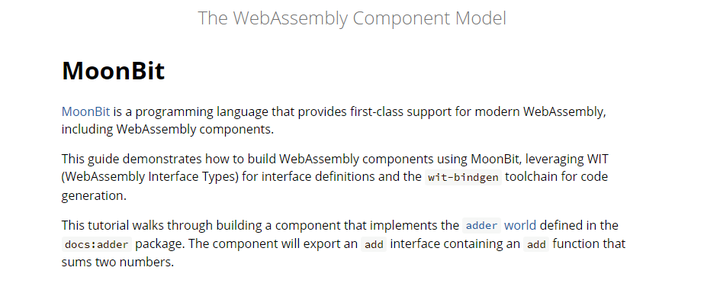 The WebAssembly Component Model
MoonBit
MoonBit is a programming language that provides first-class support for modern WebAssembly,
including WebAssembly components.
This guide demonstrates how to build WebAssembly components using MoonBit, leveraging WIT
(WebAssembly Interface Types) for interface definitions and the wit-bindgen toolchain for code
generation.
This tutorial walks through building a component that implements the adder world defined in the
docs:adder package. The component will export an add interface containing an add function that
sums two numbers.